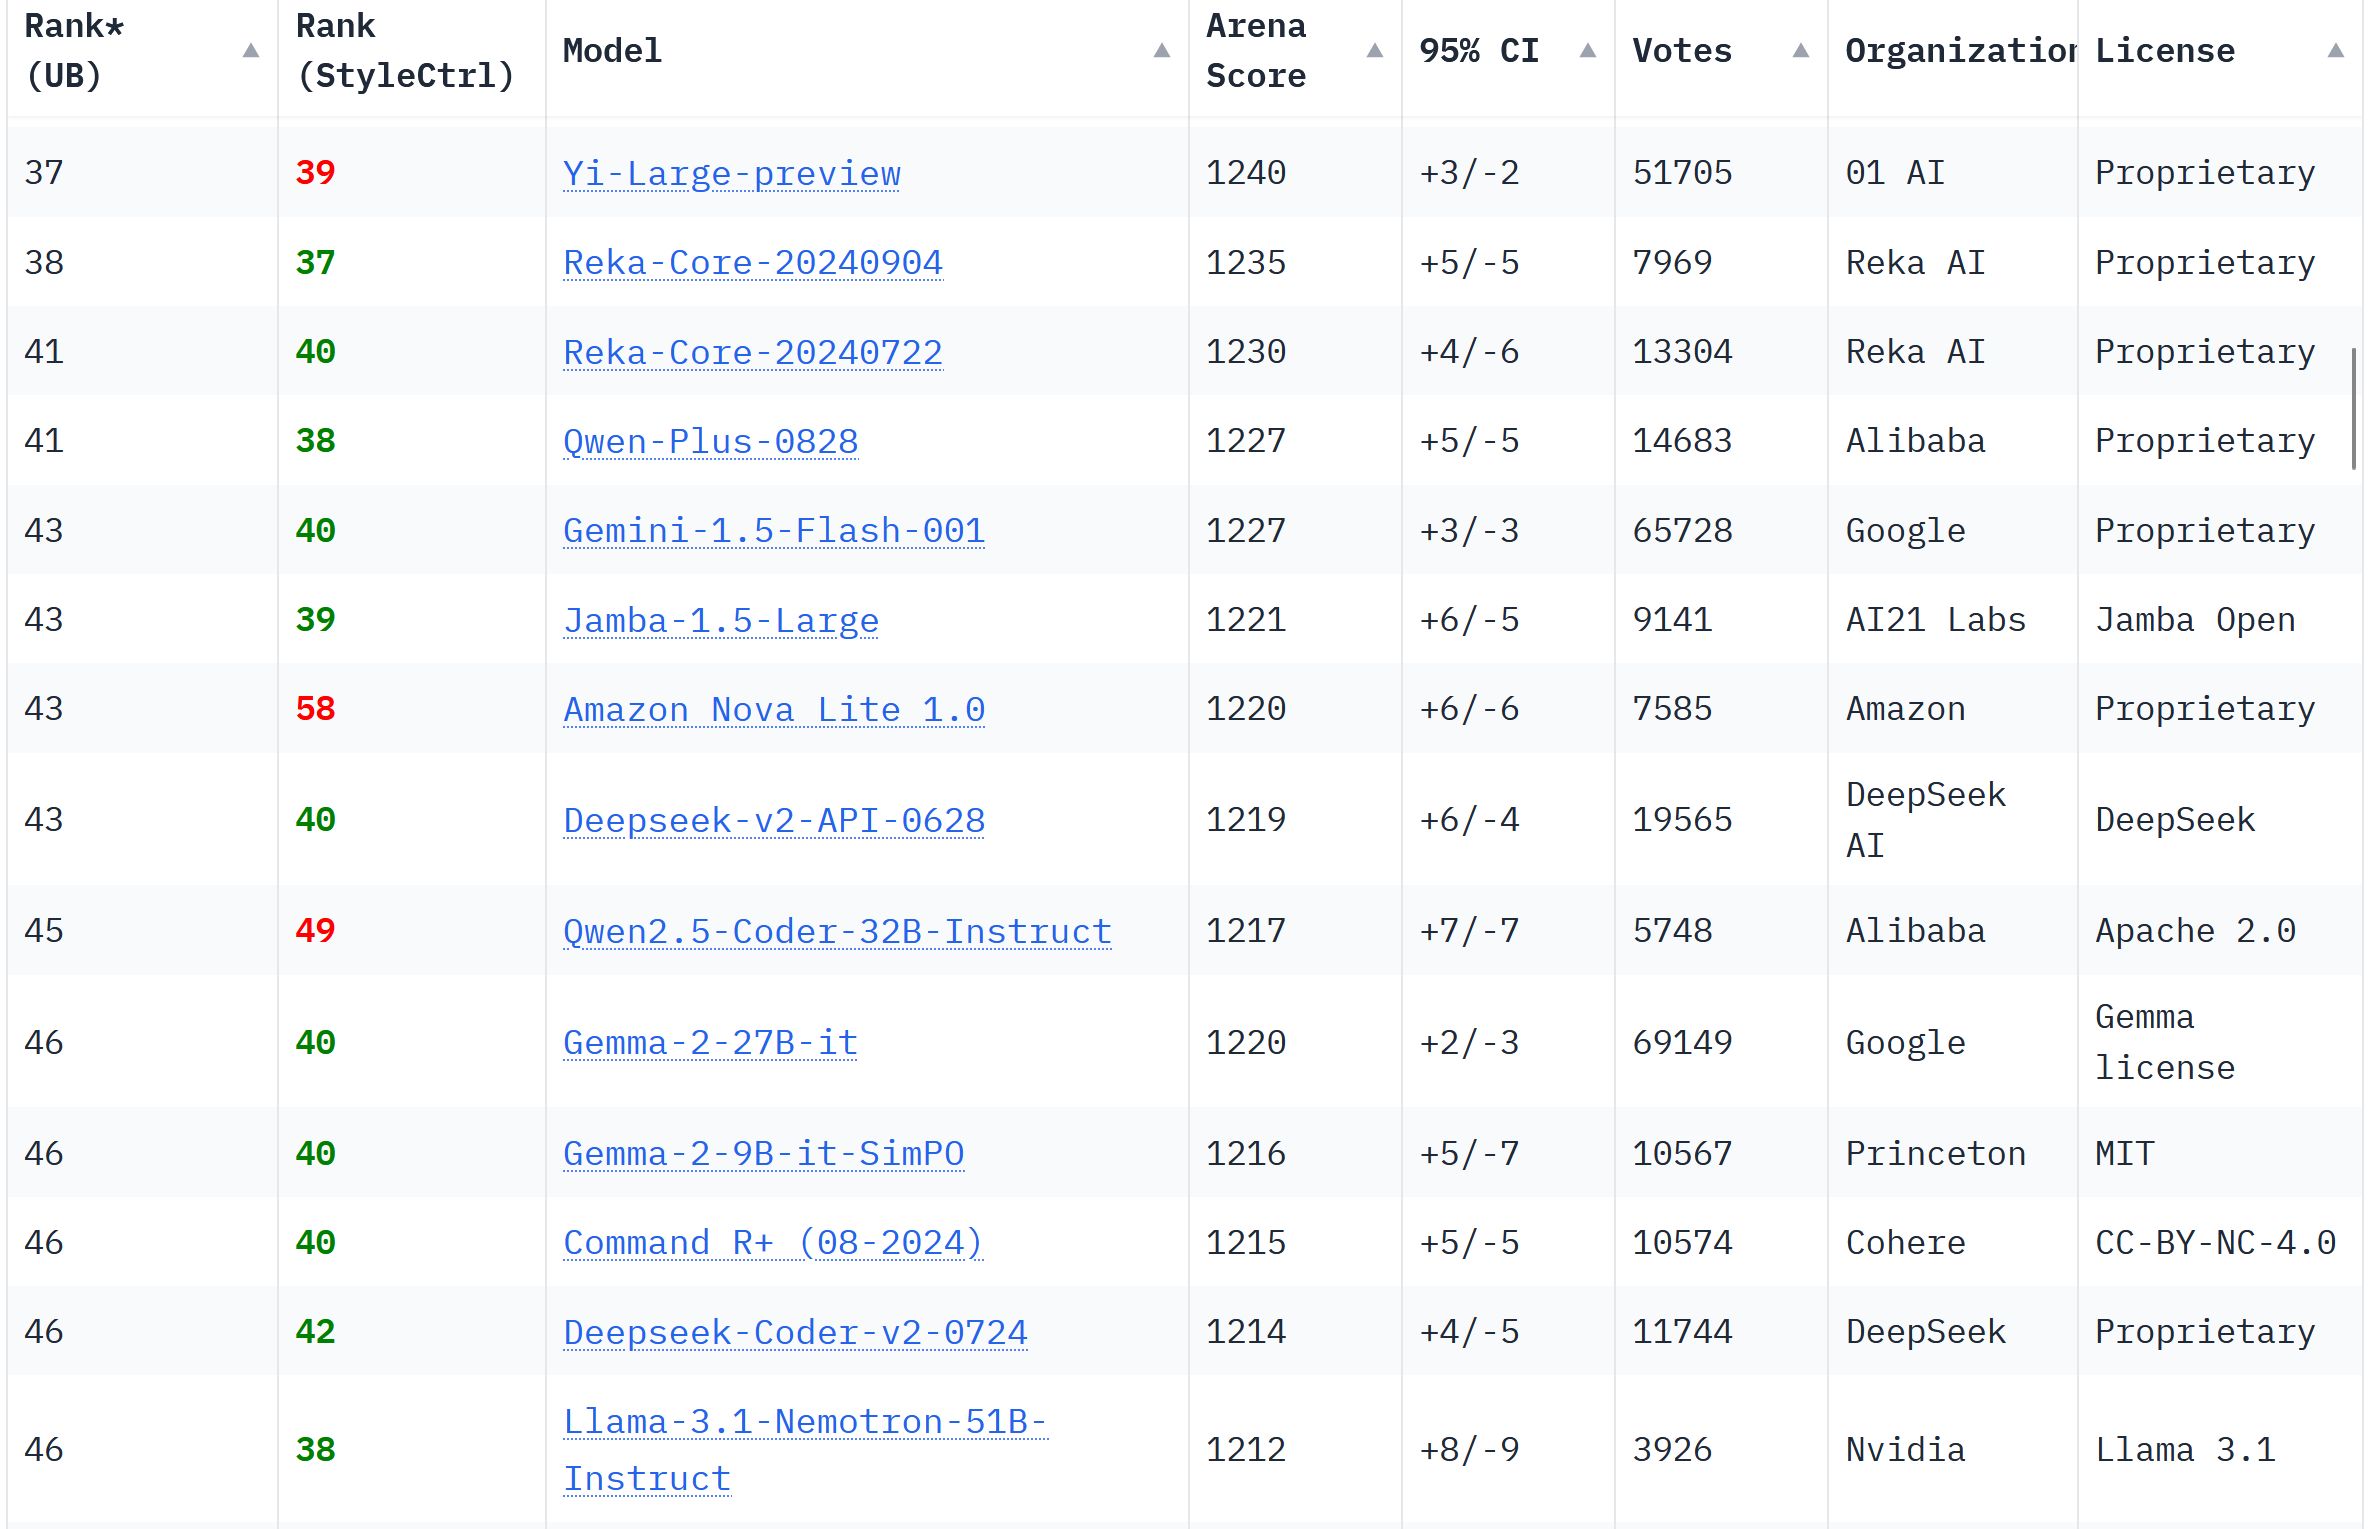 Rank* (UB) Rank (StyleCtrl) Model Arena Score 95% CI Votes Organization License
37 39 Yi-Large-preview 1240 +3/-2 51705 01 AI Proprietary
38 37 Reka-Core-20240904 1235 +5/-5 7969 Reka AI Proprietary
41 40 Reka-Core-20240722 1230 +4/-6 13304 Reka AI Proprietary
41 38 Qwen-Plus-0828 1227 +5/-5 14683 Alibaba Proprietary
43 40 Gemini-1.5-Flash-001 1227 +3/-3 65728 Google Proprietary
43 39 Jamba-1.5-Large 1221 +6/-5 9141 AI21 Labs Jamba Open
43 58 Amazon Nova Lite 1.0 1220 +6/-6 7585 Amazon Proprietary
43 40 Deepseek-v2-API-0628 1219 +6/-4 19565 DeepSeek AI DeepSeek
45 49 Qwen2.5-Coder-32B-Instruct 1217 +7/-7 5748 Alibaba Apache 2.0
46 40 Gemma-2-27B-it 1220 +2/-3 69149 Google Gemma license
46 40 Gemma-2-9B-it-SimPO 1216 +5/-7 10567 Princeton MIT
46 40 Command R+ (08-2024) 1215 +5/-5 10574 Cohere CC-BY-NC-4.0
46 42 Deepseek-Coder-v2-0724 1214 +4/-5 11744 DeepSeek Proprietary
46 38 Llama-3.1-Nemotron-51B-Instruct 1212 +8/-9 3926 Nvidia Llama 3.1